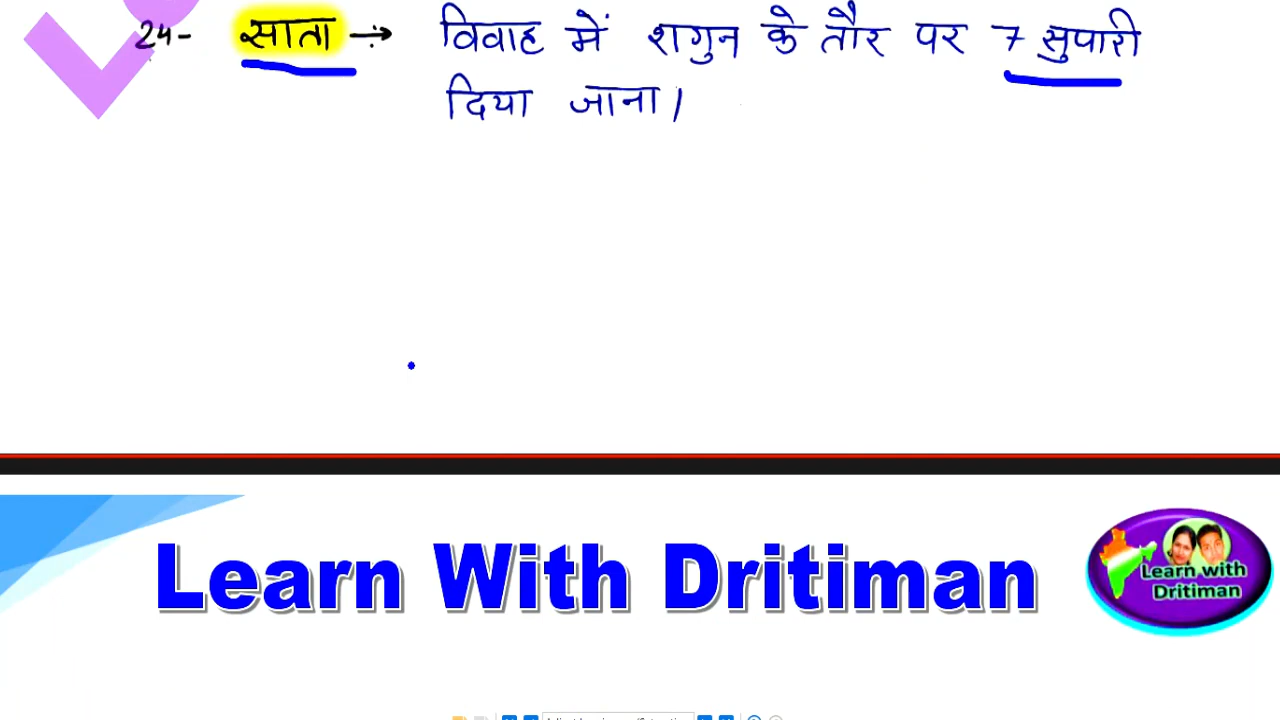 24- साता → विवाह में शगुन के तौर पर 7 सुपारी
दिया जाना।
Learn With Dritiman
Learn with
Dritiman